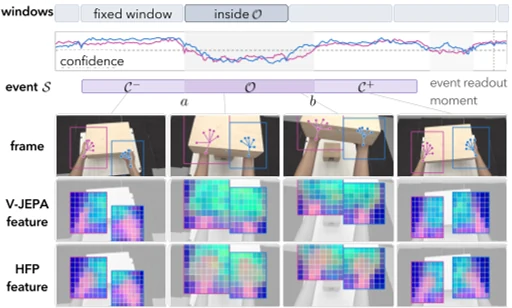 windows
fixed window
inside 𝒪
confidence
event 𝒮
𝒞⁻
𝒪
𝒞⁺
event readout
moment
a
b
frame
V-JEPA
feature
HFP
feature